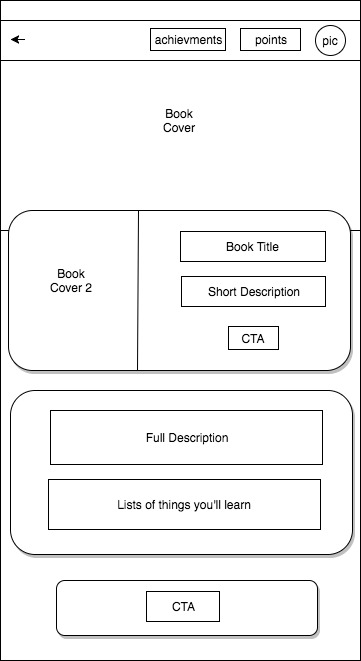 achievments
points
pic
Book
Cover
Book
Cover 2
Book Title
Short Description
CTA
Full Description
Lists of things you'll learn
CTA